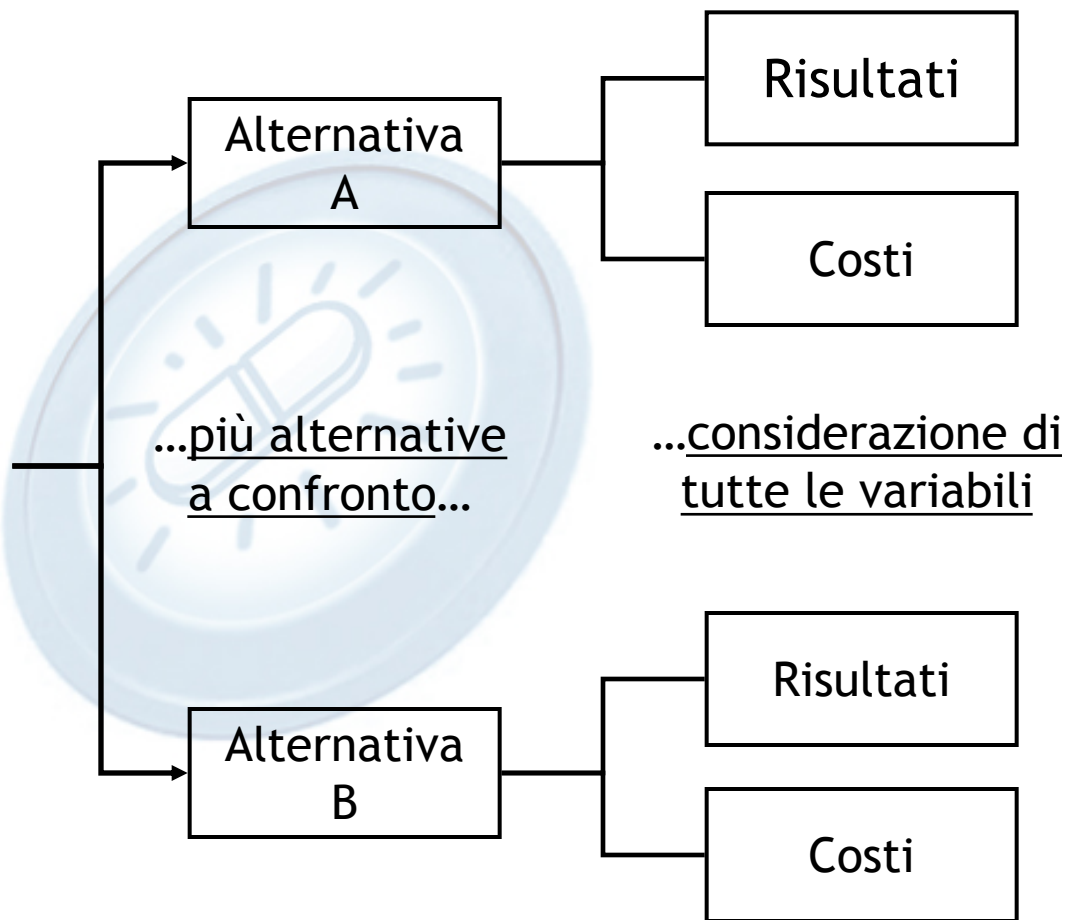 Risultati
Alternativa
A
Costi
…più alternative
a confronto…
…considerazione di
tutte le variabili
Risultati
Alternativa
B
Costi